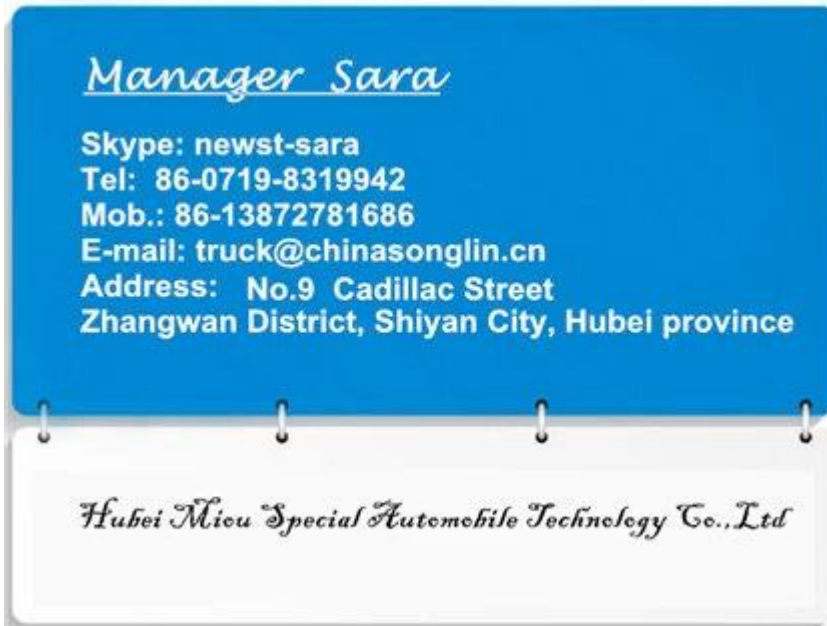 Manager Sara
Skype: newst-sara
Tel: 86-0719-8319942
Mob.: 86-13872781686
E-mail: truck@chinasonglin.cn
Address: No.9 Cadillac Street
Zhangwan District, Shiyan City, Hubei province
Hubei Miou Special Automobile Technology Co.,Ltd